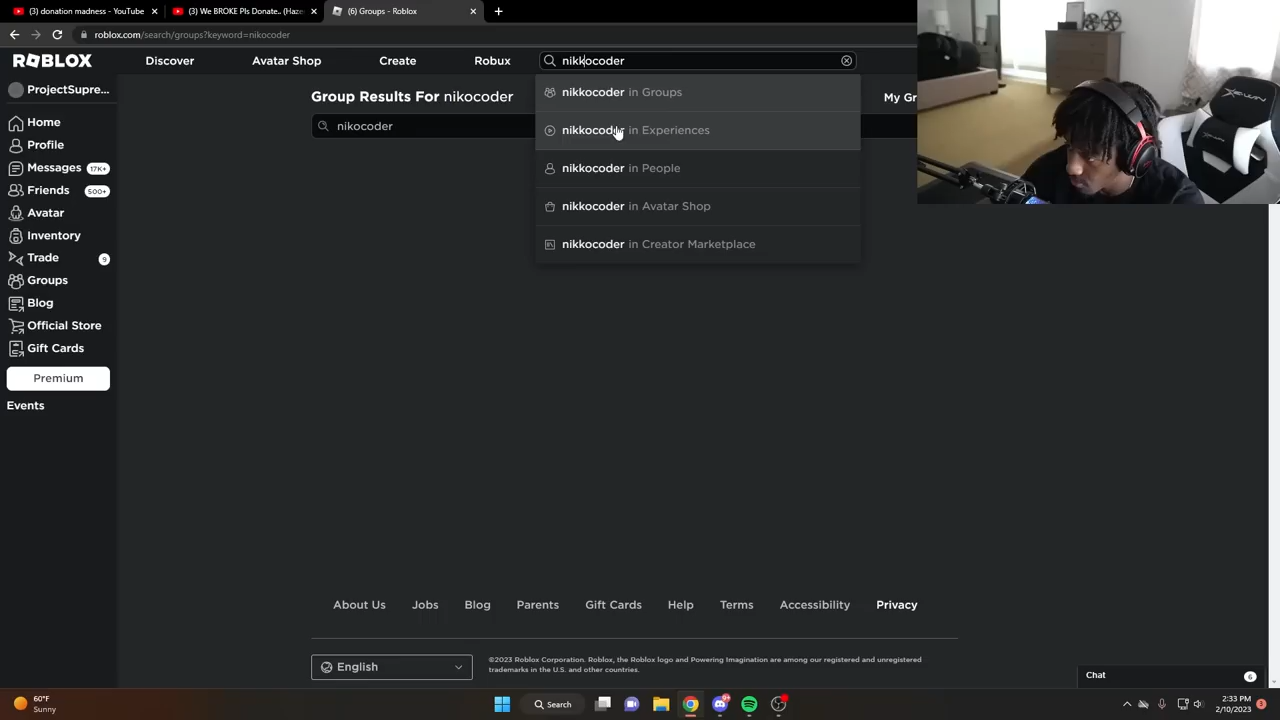 (3) donation madness - YouTube
(3) We BROKE Pls Donate.. (Haze
(6) Groups - Roblox
roblox.com/search/groups?keyword=nikocoder
ROBLOX
Discover
Avatar Shop
Create
Robux
nikkocoder
ProjectSupre...
Home
Profile
Messages 17K+
Friends 500+
Avatar
Inventory
Trade 9
Groups
Blog
Official Store
Gift Cards
Premium
Events
Group Results For nikocoder
My Gr
nikocoder
nikkocoder in Groups
nikkocoder in Experiences
nikkocoder in People
nikkocoder in Avatar Shop
nikkocoder in Creator Marketplace
About Us
Jobs
Blog
Parents
Gift Cards
Help
Terms
Accessibility
Privacy
English
©2023 Roblox Corporation. Roblox, the Roblox logo and Powering Imagination are among our registered and unregistered
trademarks in the U.S. and other countries.
Chat 6
60°F
Sunny
Search
2:33 PM
2/10/2023
3